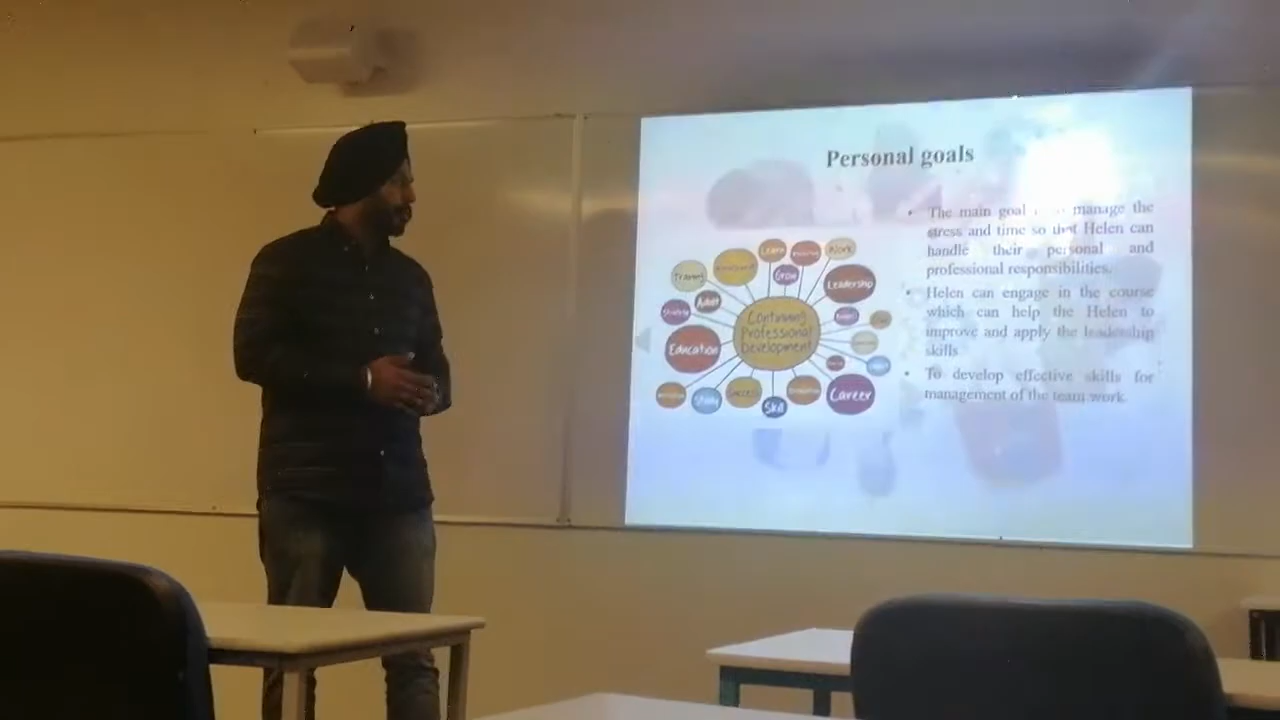 Personal goals
The main goal manage the
stress and time so that Helen can
handle their personal and
professional responsibilities.
Helen can engage in the course
which can help the Helen to
improve and apply the leadership
skills
To develop effective skills for
management of the team work.
Learn
Work
Training
Grow
Leadership
Adapt
Continuing
Professional
Development
Education
Study
Success
Skill
Career